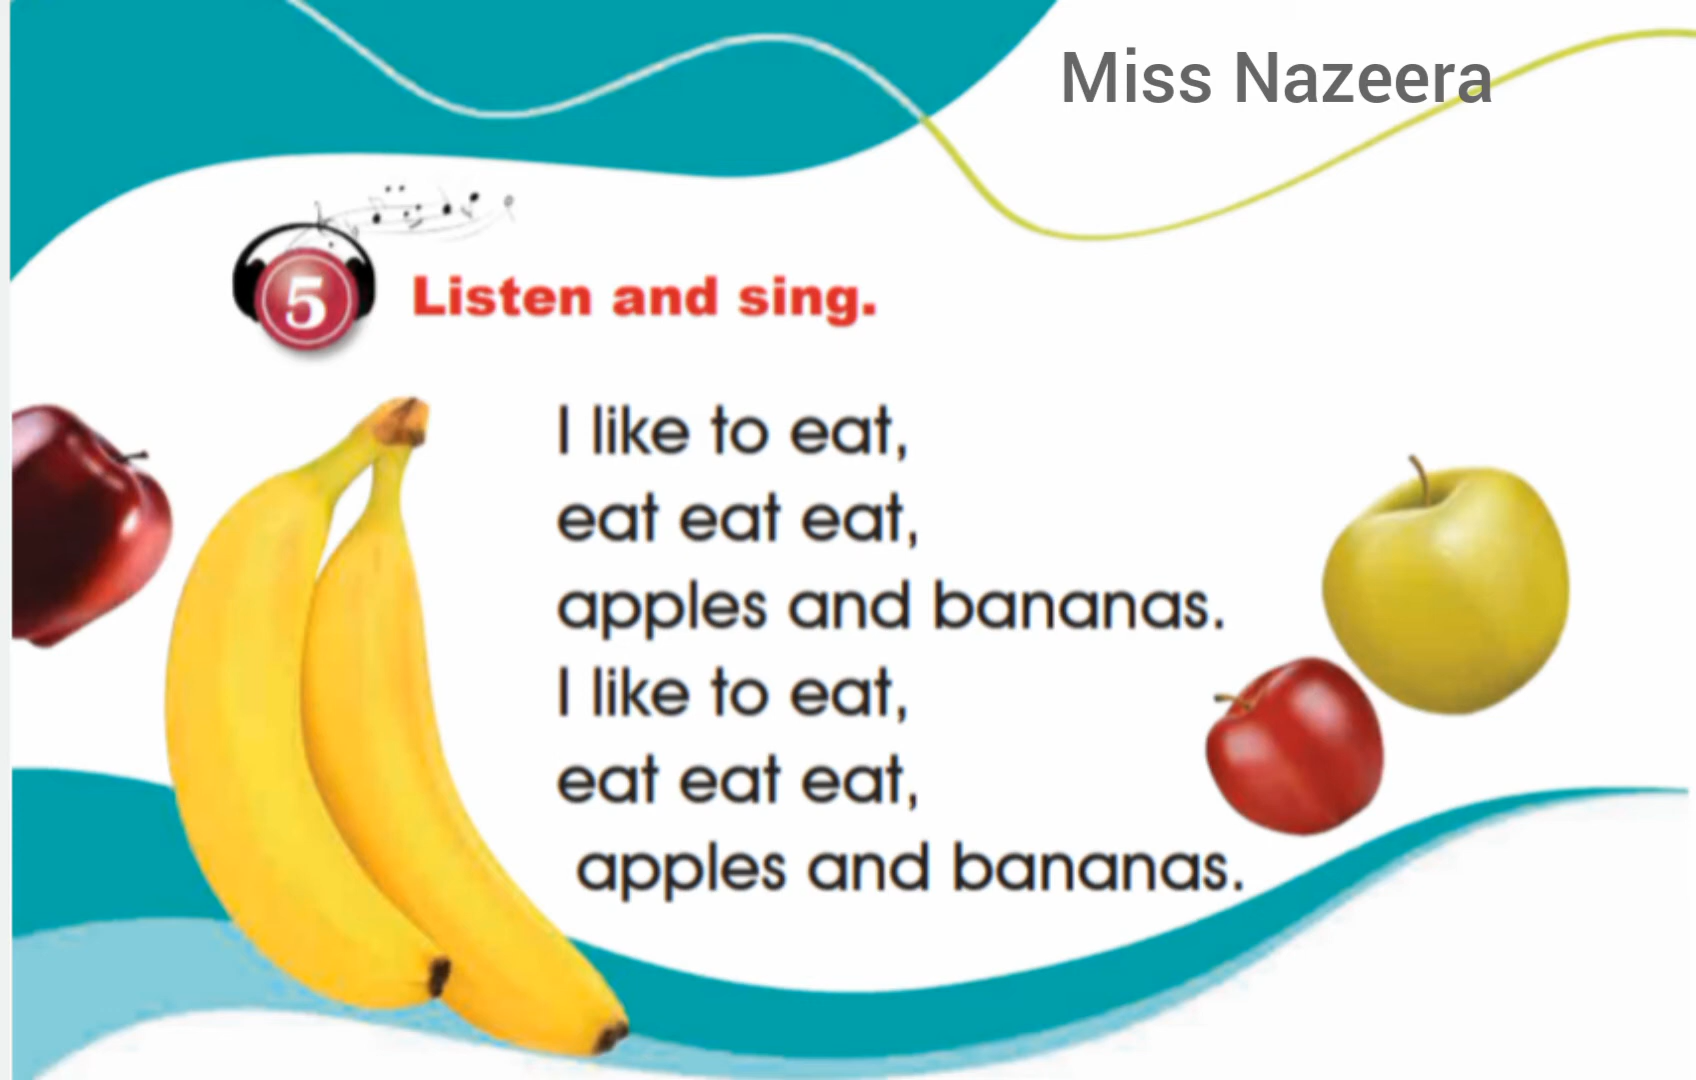 Miss Nazeera
5 Listen and sing.
I like to eat,
eat eat eat,
apples and bananas.
I like to eat,
eat eat eat,
apples and bananas.